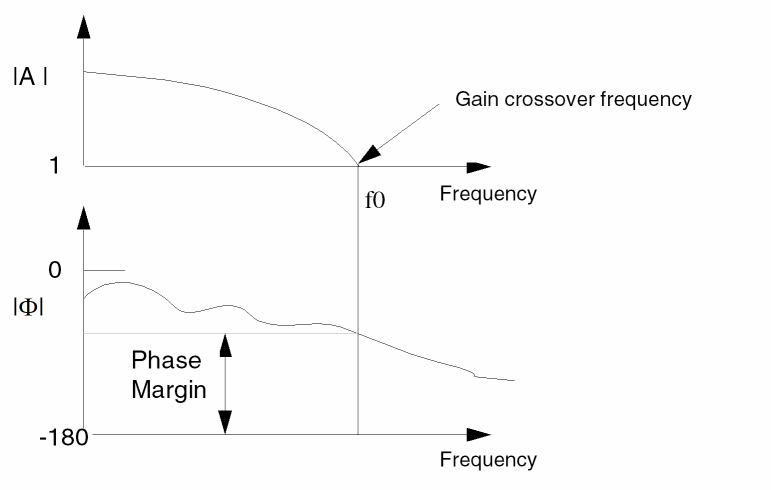 |A |
Gain crossover frequency
1
Frequency
f0
0
|Φ|
Phase
Margin
-180
Frequency